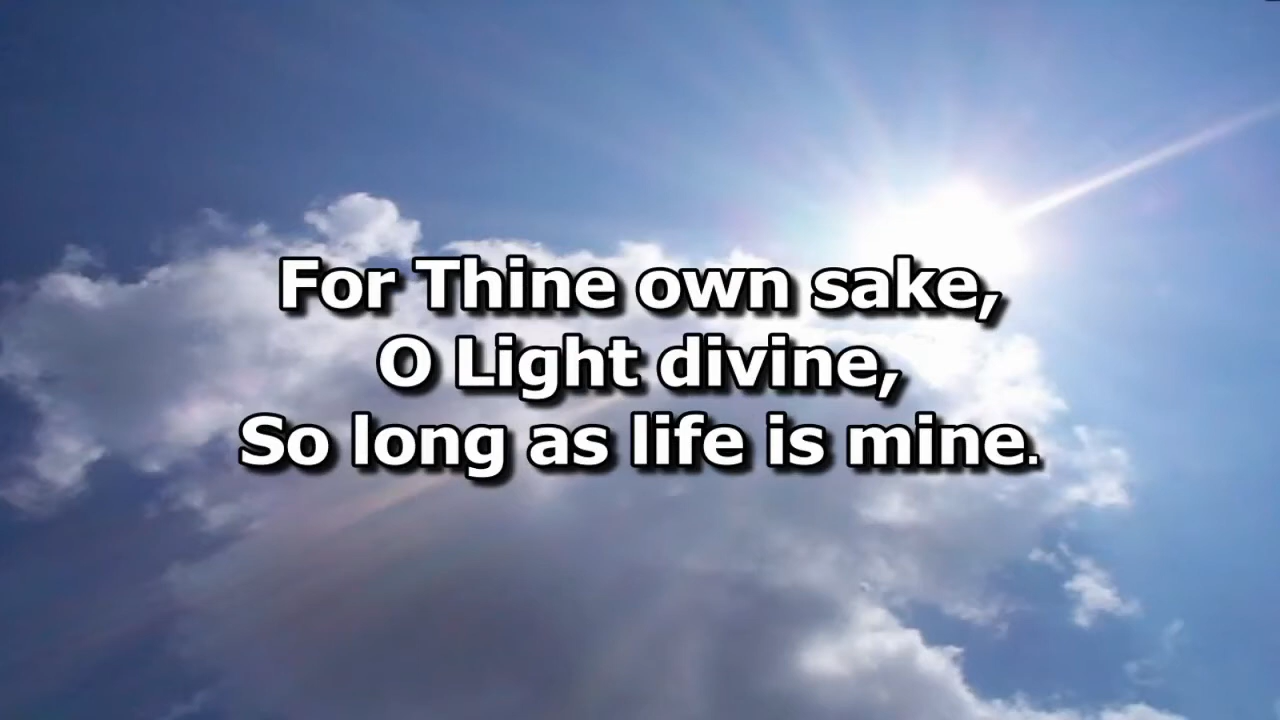 For Thine own sake,
O Light divine,
So long as life is mine.